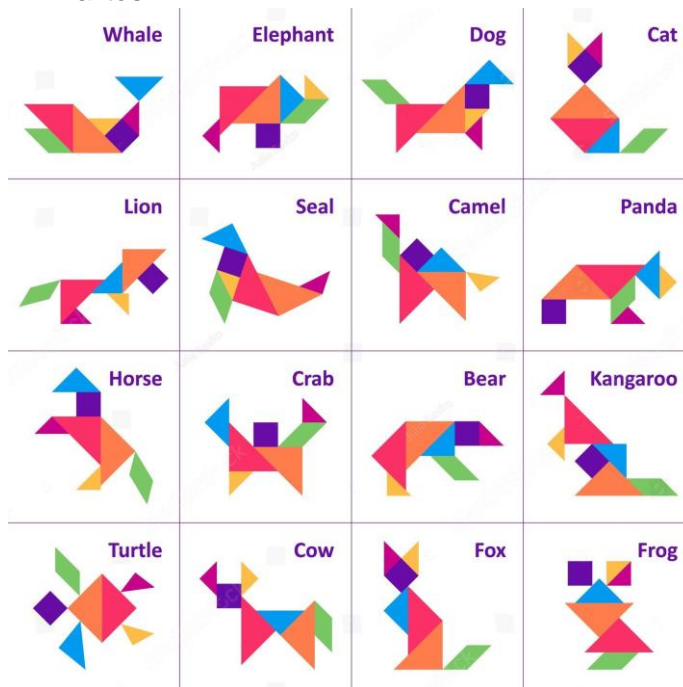 Whale
Elephant
Dog
Cat
Lion
Seal
Camel
Panda
Horse
Crab
Bear
Kangaroo
Turtle
Cow
Fox
Frog